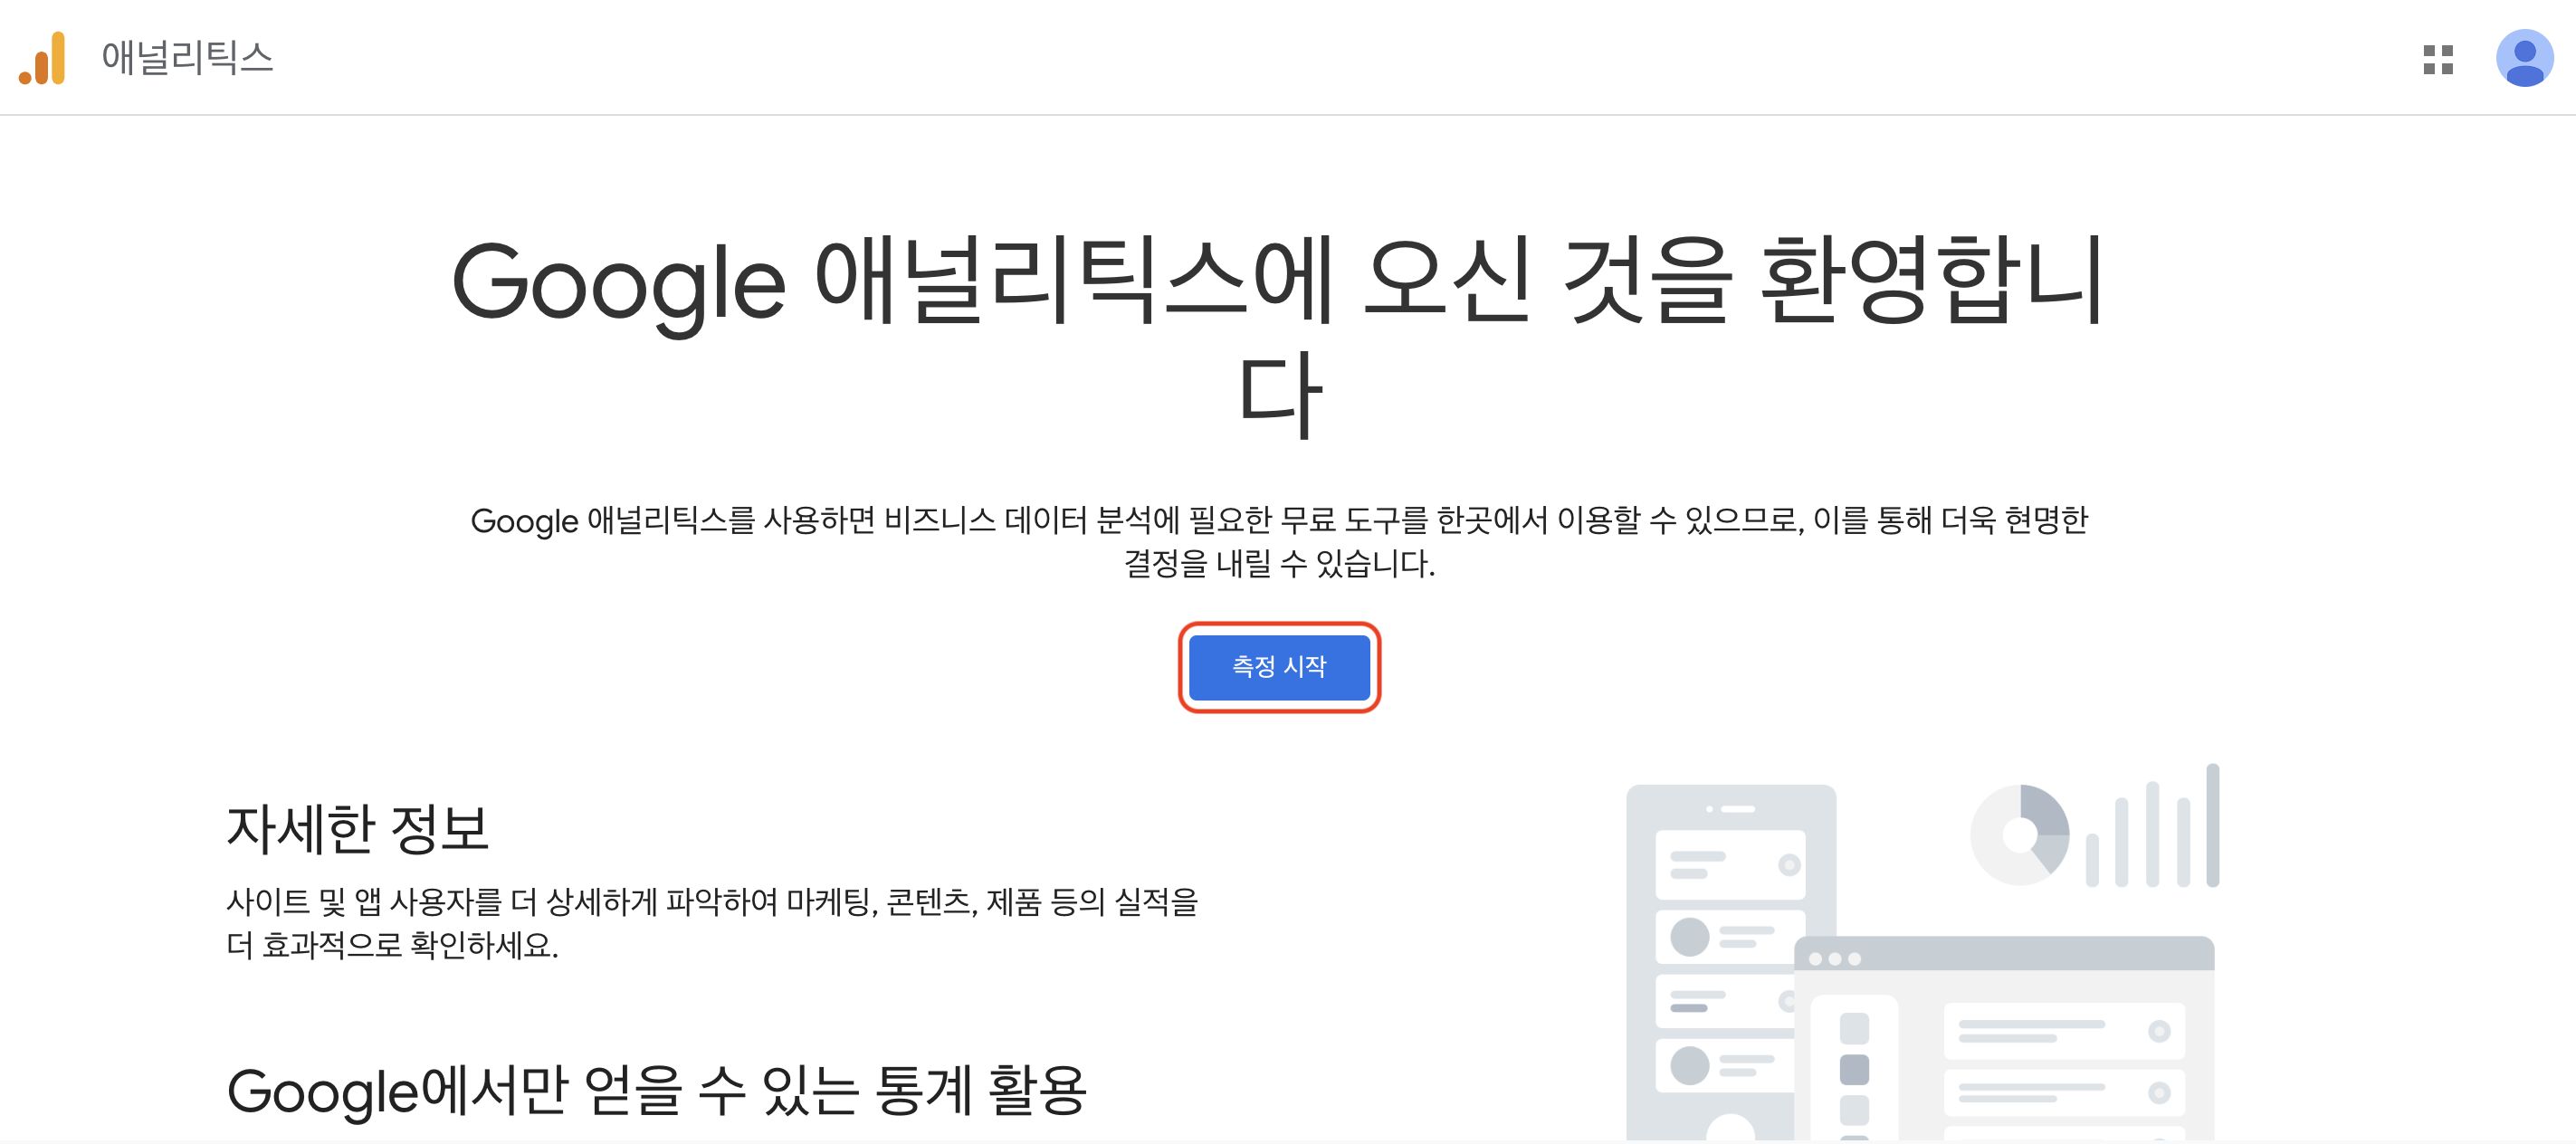 애널리틱스
Google 애널리틱스에 오신 것을 환영합니
다
Google 애널리틱스를 사용하면 비즈니스 데이터 분석에 필요한 무료 도구를 한곳에서 이용할 수 있으므로, 이를 통해 더욱 현명한
결정을 내릴 수 있습니다.
측정 시작
자세한 정보
사이트 및 앱 사용자를 더 상세하게 파악하여 마케팅, 콘텐츠, 제품 등의 실적을
더 효과적으로 확인하세요.
Google에서만 얻을 수 있는 통계 활용